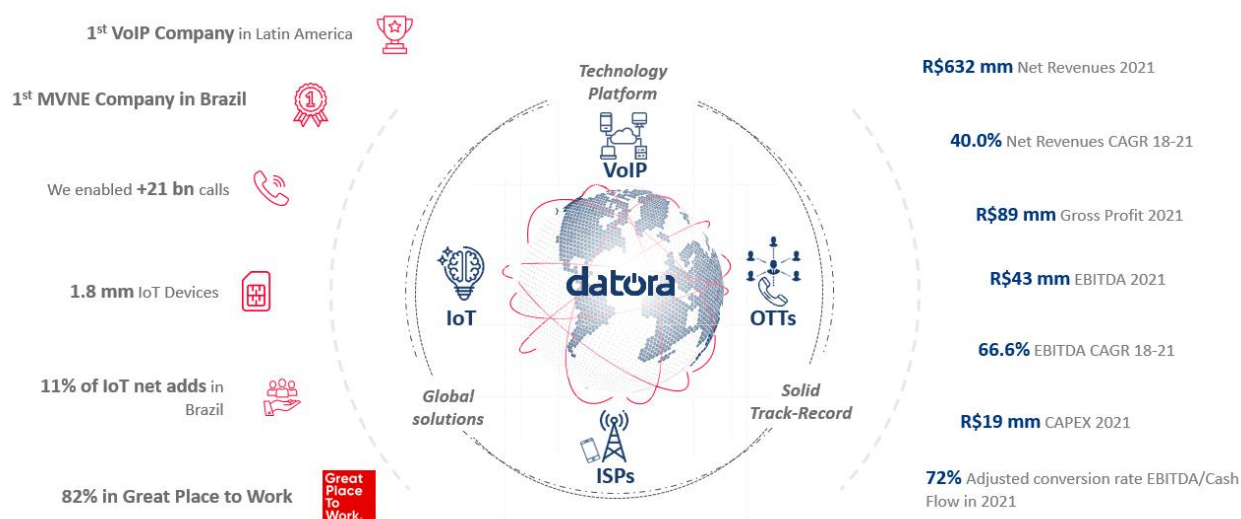 1st VoIP Company in Latin America
1st MVNE Company in Brazil
1
We enabled +21 bn calls
1.8 mm IoT Devices
11% of IoT net adds in
Brazil
82% in Great Place to Work
Great
Place
To
Work.
Technology
Platform
VoIP
IoT
datora
OTTs
Global
solutions
Solid
Track-Record
ISPs
R$632 mm Net Revenues 2021
40.0% Net Revenues CAGR 18-21
R$89 mm Gross Profit 2021
R$43 mm EBITDA 2021
66.6% EBITDA CAGR 18-21
R$19 mm CAPEX 2021
72% Adjusted conversion rate EBITDA/Cash
Flow in 2021